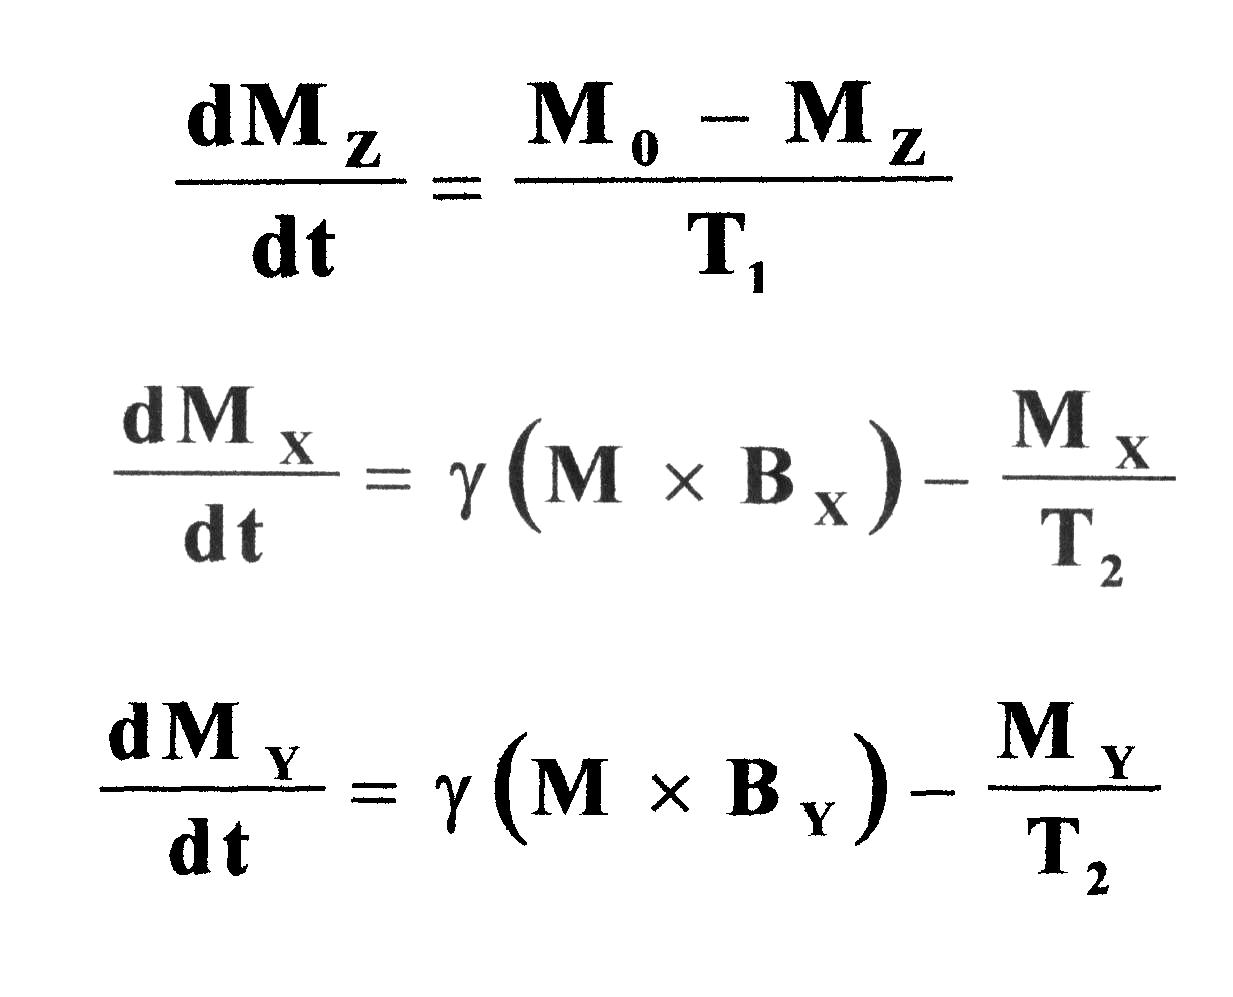 dM_Z/dt = (M_0 − M_Z)/T_1
dM_X/dt = γ(M × B_X) − M_X/T_2
dM_Y/dt = γ(M × B_Y) − M_Y/T_2